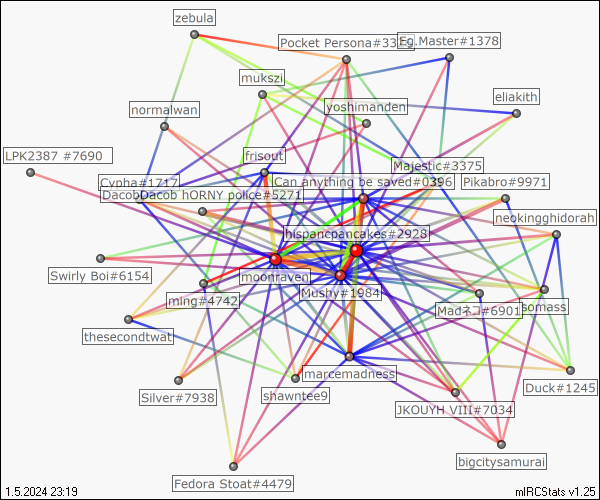 zebula
Pocket Persona#33
Eg.Master#1378
mukszi
eliakith
yoshimanden
normalwan
LPK2387 #7690
frisout
Majestic#3375
Cypha#1717
Can anything be saved#0396
Pikabro#9971
DacobDacob hORNY police#5271
neokingghidorah
hispancpancakes#2928
Swirly Boi#6154
moonraven
Mushy#1984
ming#4742
Madネコ#6901
somass
thesecondtwat
marcemadness
Silver#7938
shawntee9
Duck#1245
JKOUYH VIII#7034
bigcitysamurai
Fedora Stoat#4479
1.5.2024 23:19
mIRCStats v1.25